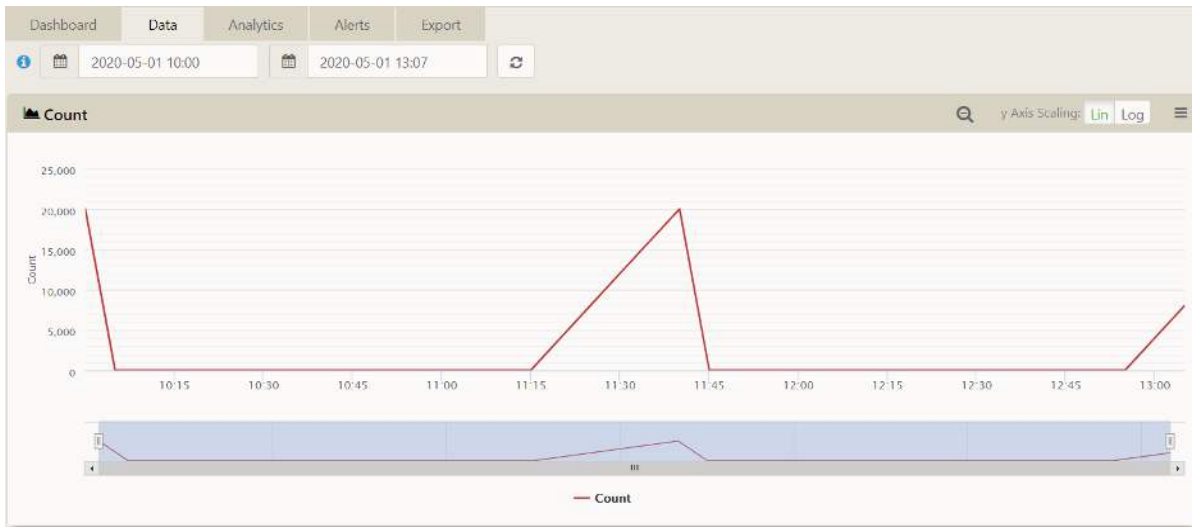 Dashboard Data Analytics Alerts Export
2020-05-01 10:00 2020-05-01 13:07
Count y Axis Scaling: Lin Log
25,000
20,000
15,000
10,000
5,000
0
Count
10:15 10:30 10:45 11:00 11:15 11:30 11:45 12:00 12:15 12:30 12:45 13:00
Count